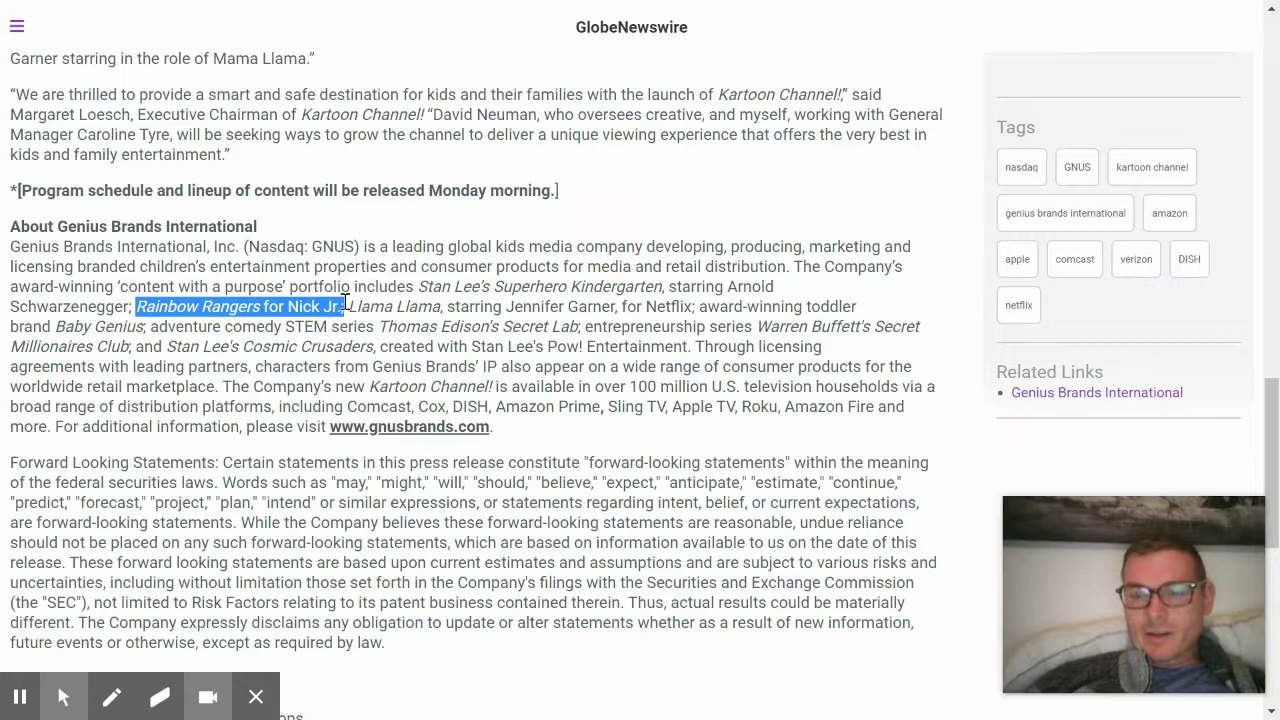 GlobeNewswire
Garner starring in the role of Mama Llama.”
“We are thrilled to provide a smart and safe destination for kids and their families with the launch of Kartoon Channel!,” said
Margaret Loesch, Executive Chairman of Kartoon Channel! “David Neuman, who oversees creative, and myself, working with General
Manager Caroline Tyre, will be seeking ways to grow the channel to deliver a unique viewing experience that offers the very best in
kids and family entertainment.”
*[Program schedule and lineup of content will be released Monday morning.]
About Genius Brands International
Genius Brands International, Inc. (Nasdaq: GNUS) is a leading global kids media company developing, producing, marketing and
licensing branded children’s entertainment properties and consumer products for media and retail distribution. The Company’s
award-winning ‘content with a purpose’ portfolio includes Stan Lee's Superhero Kindergarten, starring Arnold
Schwarzenegger; Rainbow Rangers for Nick Jr.; Llama Llama, starring Jennifer Garner, for Netflix; award-winning toddler
brand Baby Genius; adventure comedy STEM series Thomas Edison's Secret Lab; entrepreneurship series Warren Buffett's Secret
Millionaires Club; and Stan Lee's Cosmic Crusaders, created with Stan Lee's Pow! Entertainment. Through licensing
agreements with leading partners, characters from Genius Brands’ IP also appear on a wide range of consumer products for the
worldwide retail marketplace. The Company’s new Kartoon Channel! is available in over 100 million U.S. television households via a
broad range of distribution platforms, including Comcast, Cox, DISH, Amazon Prime, Sling TV, Apple TV, Roku, Amazon Fire and
more. For additional information, please visit www.gnusbrands.com.
Forward Looking Statements: Certain statements in this press release constitute "forward-looking statements" within the meaning
of the federal securities laws. Words such as "may," "might," "will," "should," "believe," "expect," "anticipate," "estimate," "continue,"
"predict," "forecast," "project," "plan," "intend" or similar expressions, or statements regarding intent, belief, or current expectations,
are forward-looking statements. While the Company believes these forward-looking statements are reasonable, undue reliance
should not be placed on any such forward-looking statements, which are based on information available to us on the date of this
release. These forward looking statements are based upon current estimates and assumptions and are subject to various risks and
uncertainties, including without limitation those set forth in the Company's filings with the Securities and Exchange Commission
(the "SEC"), not limited to Risk Factors relating to its patent business contained therein. Thus, actual results could be materially
different. The Company expressly disclaims any obligation to update or alter statements whether as a result of new information,
future events or otherwise, except as required by law.
Tags
nasdaq GNUS kartoon channel
genius brands international amazon
apple comcast verizon DISH
netflix
Related Links
Genius Brands International